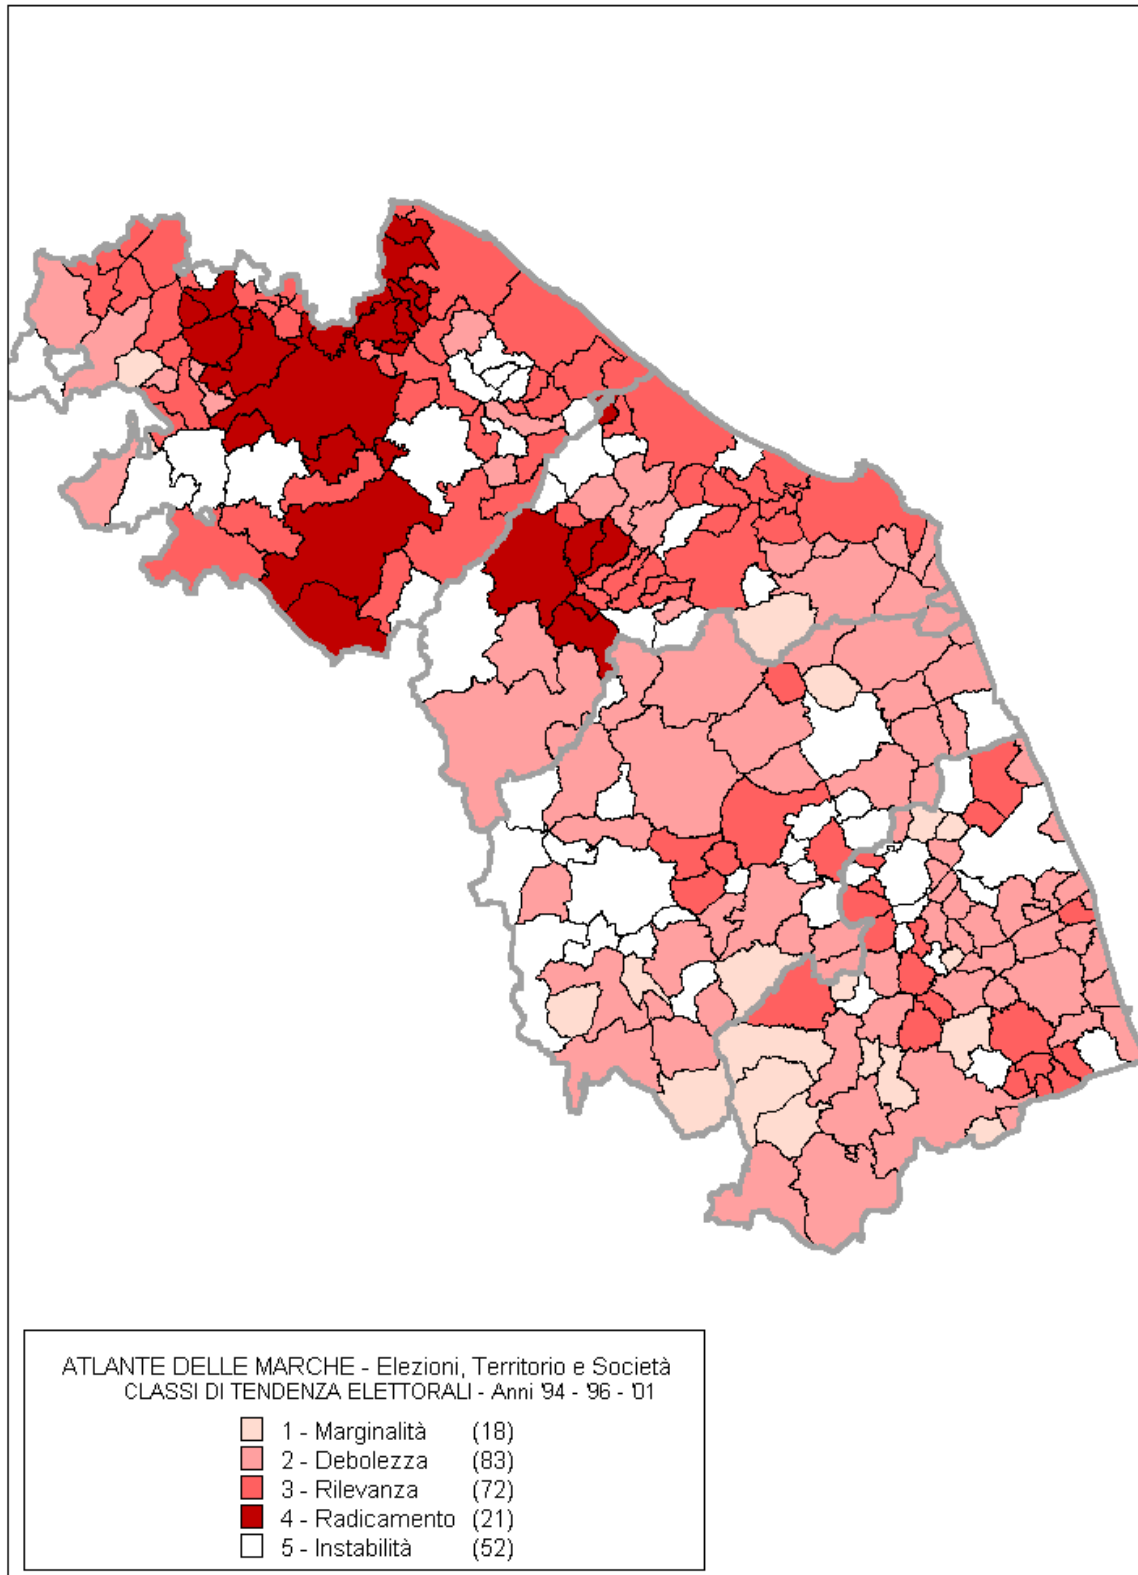 ATLANTE DELLE MARCHE - Elezioni, Territorio e Società
CLASSI DI TENDENZA ELETTORALI - Anni '94 - '96 - '01
1 - Marginalità (18)
2 - Debolezza (83)
3 - Rilevanza (72)
4 - Radicamento (21)
5 - Instabilità (52)